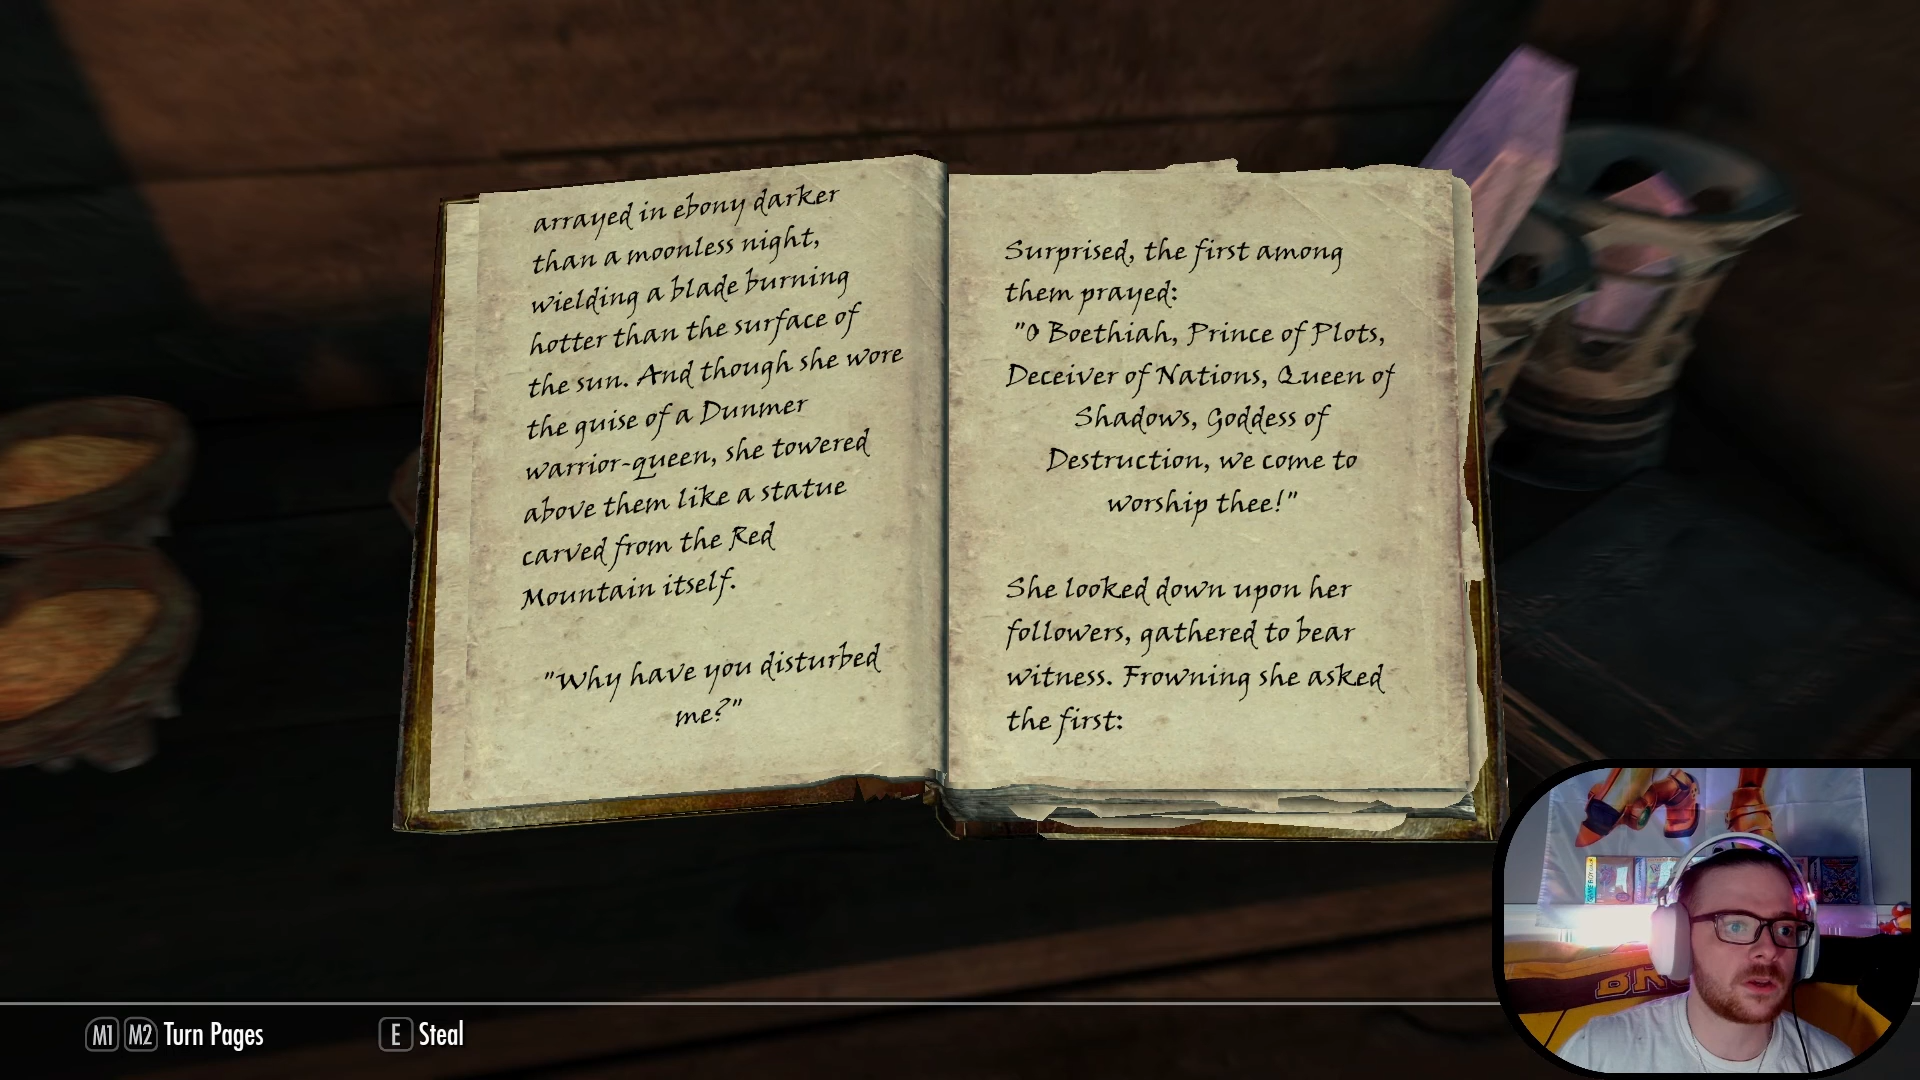 arrayed in ebony darker
than a moonless night,
wielding a blade burning
hotter than the surface of
the sun. And though she wore
the guise of a Dunmer
warrior-queen, she towered
above them like a statue
carved from the Red
Mountain itself.
"Why have you disturbed
me?"
Surprised, the first among
them prayed:
"O Boethiah, Prince of Plots,
Deceiver of Nations, Queen of
Shadows, Goddess of
Destruction, we come to
worship thee!"
She looked down upon her
followers, gathered to bear
witness. Frowning she asked
the first:
M1 M2 Turn Pages
E Steal